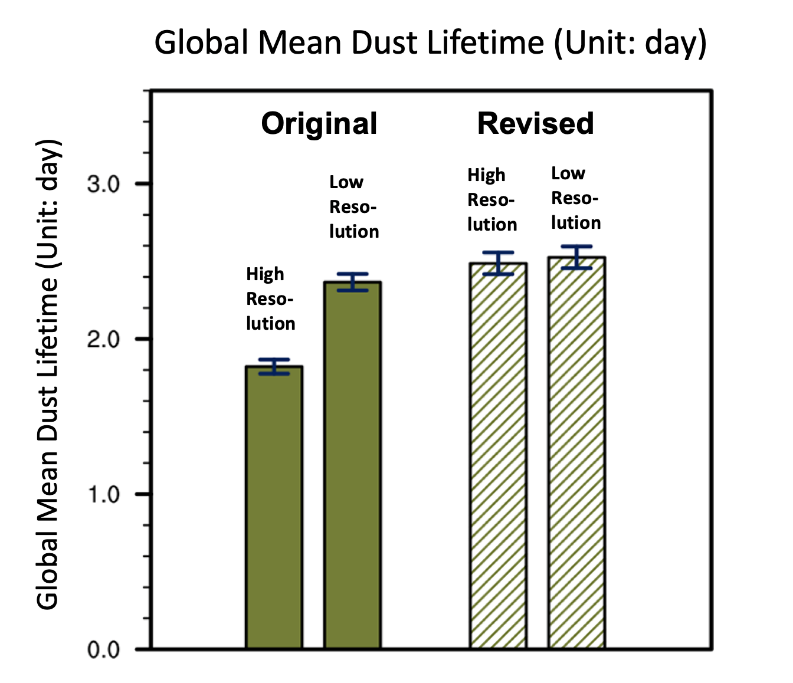 Global Mean Dust Lifetime (Unit: day)
Global Mean Dust Lifetime (Unit: day)
Original
Revised
High
Reso-
lution
Low
Reso-
lution
High
Reso-
lution
Low
Reso-
lution
3.0
2.0
1.0
0.0